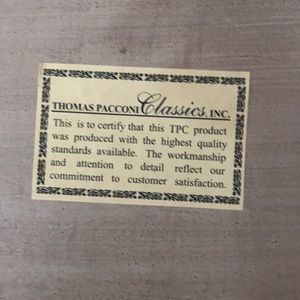 THOMAS PACCONI Classics, INC.
This is to certify that this TPC product
was produced with the highest quality
standards available. The workmanship
and attention to detail reflect our
commitment to customer satisfaction.